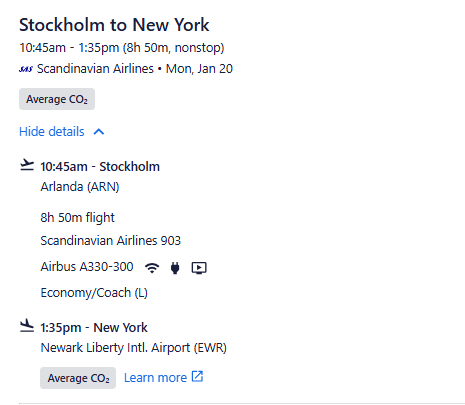 Stockholm to New York
10:45am - 1:35pm (8h 50m, nonstop)
SAS Scandinavian Airlines • Mon, Jan 20
Average CO₂
Hide details
10:45am - Stockholm
Arlanda (ARN)
8h 50m flight
Scandinavian Airlines 903
Airbus A330-300
Economy/Coach (L)
1:35pm - New York
Newark Liberty Intl. Airport (EWR)
Average CO₂ Learn more